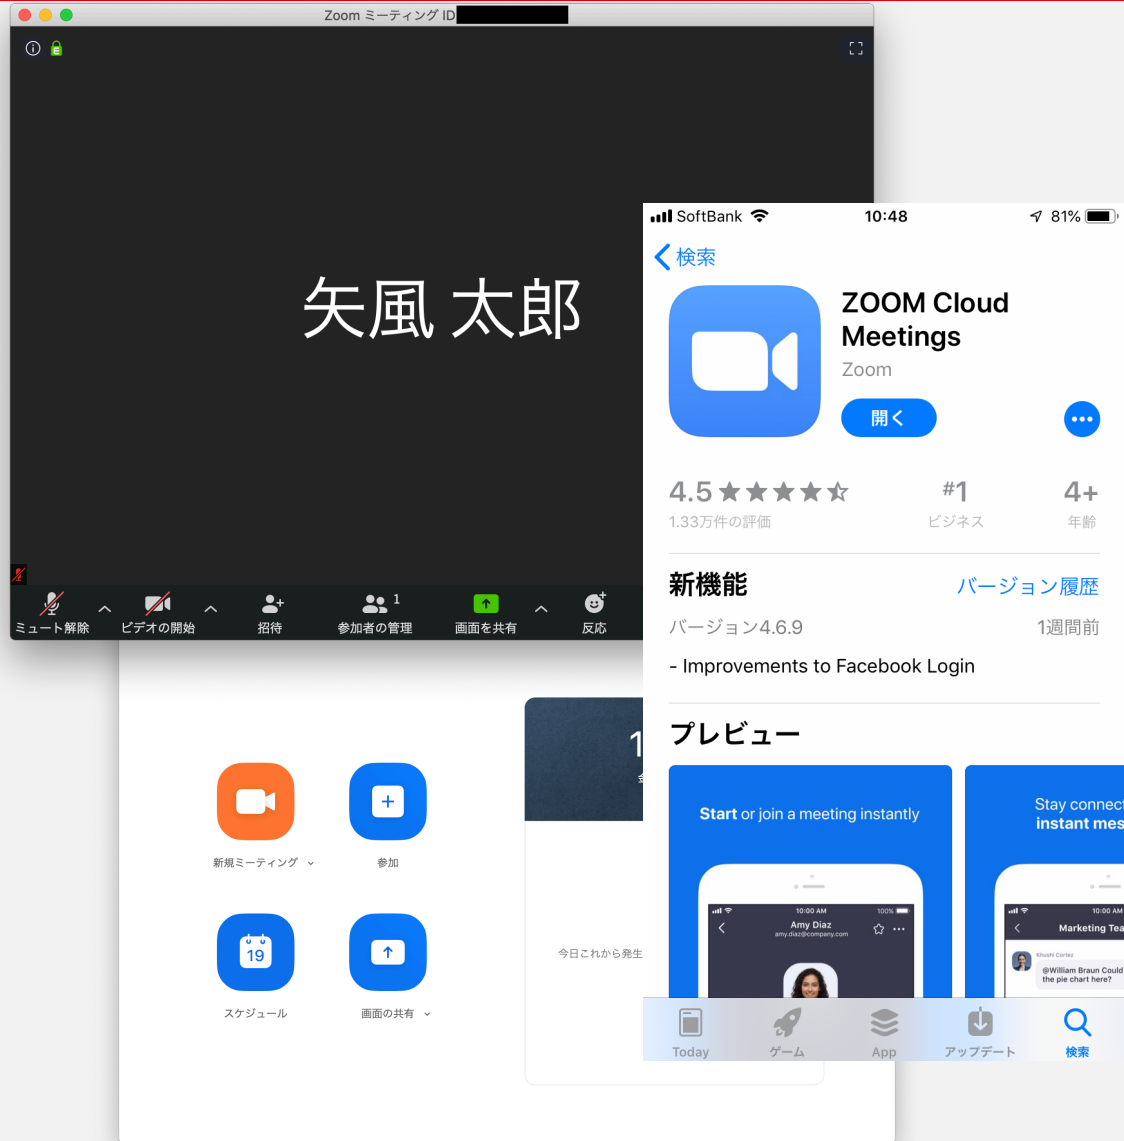 Zoom ミーティング ID
E
矢風 太郎
ミュート解除
ビデオの開始
招待
1
参加者の管理
画面を共有
反応
新規ミーティング
参加
19
スケジュール
画面の共有
1
今日これから発生
SoftBank
10:48
81%
検索
ZOOM Cloud
Meetings
Zoom
開く
4.5
1.33万件の評価
#1
ビジネス
4+
年齢
新機能
バージョン履歴
バージョン4.6.9
1週間前
- Improvements to Facebook Login
プレビュー
Start or join a meeting instantly
10:00 AM
100%
Amy Diaz
amy.diaz@company.com
Stay connect
instant mes
10:00 AM
Marketing Tea
Khushi Cortez
@William Braun Could
the pie chart here?
Today
ゲーム
App
アップデート
検索